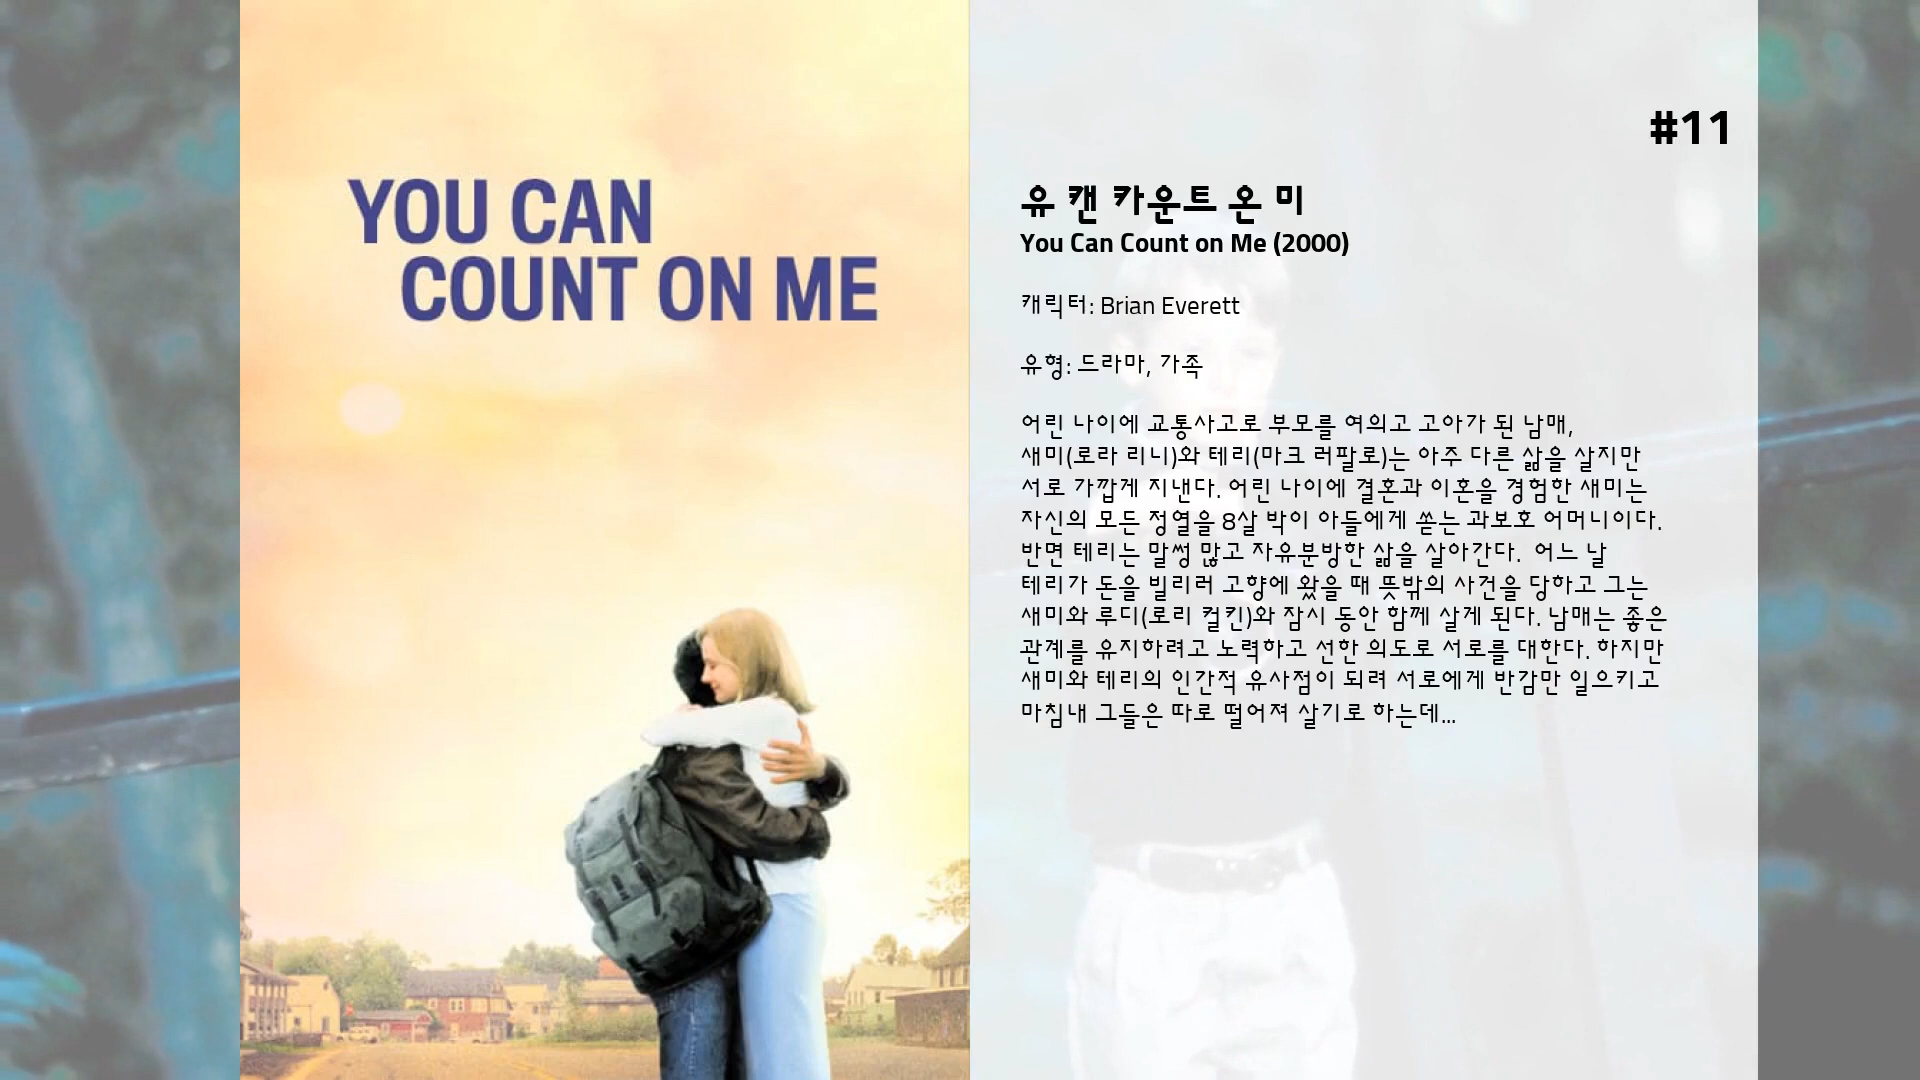 YOU CAN
COUNT ON ME
#11
유 캔 카운트 온 미
You Can Count on Me (2000)
캐릭터: Brian Everett
유형: 드라마, 가족
어린 나이에 교통사고로 부모를 여의고 고아가 된 남매,
새미(로라 리니)와 테리(마크 러팔로)는 아주 다른 삶을 살지만
서로 가깝게 지낸다. 어린 나이에 결혼과 이혼을 경험한 새미는
자신의 모든 정열을 8살 박이 아들에게 쏟는 과보호 어머니이다.
반면 테리는 말썽 많고 자유분방한 삶을 살아간다. 어느 날
테리가 돈을 빌리러 고향에 왔을 때 뜻밖의 사건을 당하고 그는
새미와 루디(로리 컬킨)와 잠시 동안 함께 살게 된다. 남매는 좋은
관계를 유지하려고 노력하고 선한 의도로 서로를 대한다. 하지만
새미와 테리의 인간적 유사점이 되려 서로에게 반감만 일으키고
마침내 그들은 따로 떨어져 살기로 하는데...